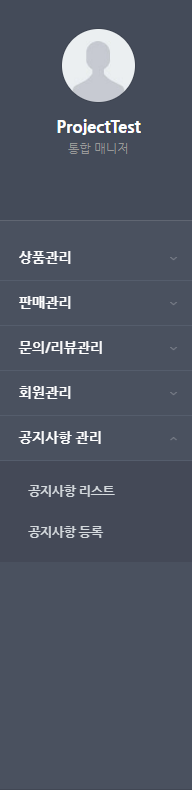 ProjectTest
통합 매니저
상품관리
판매관리
문의/리뷰관리
회원관리
공지사항 관리
공지사항 리스트
공지사항 등록